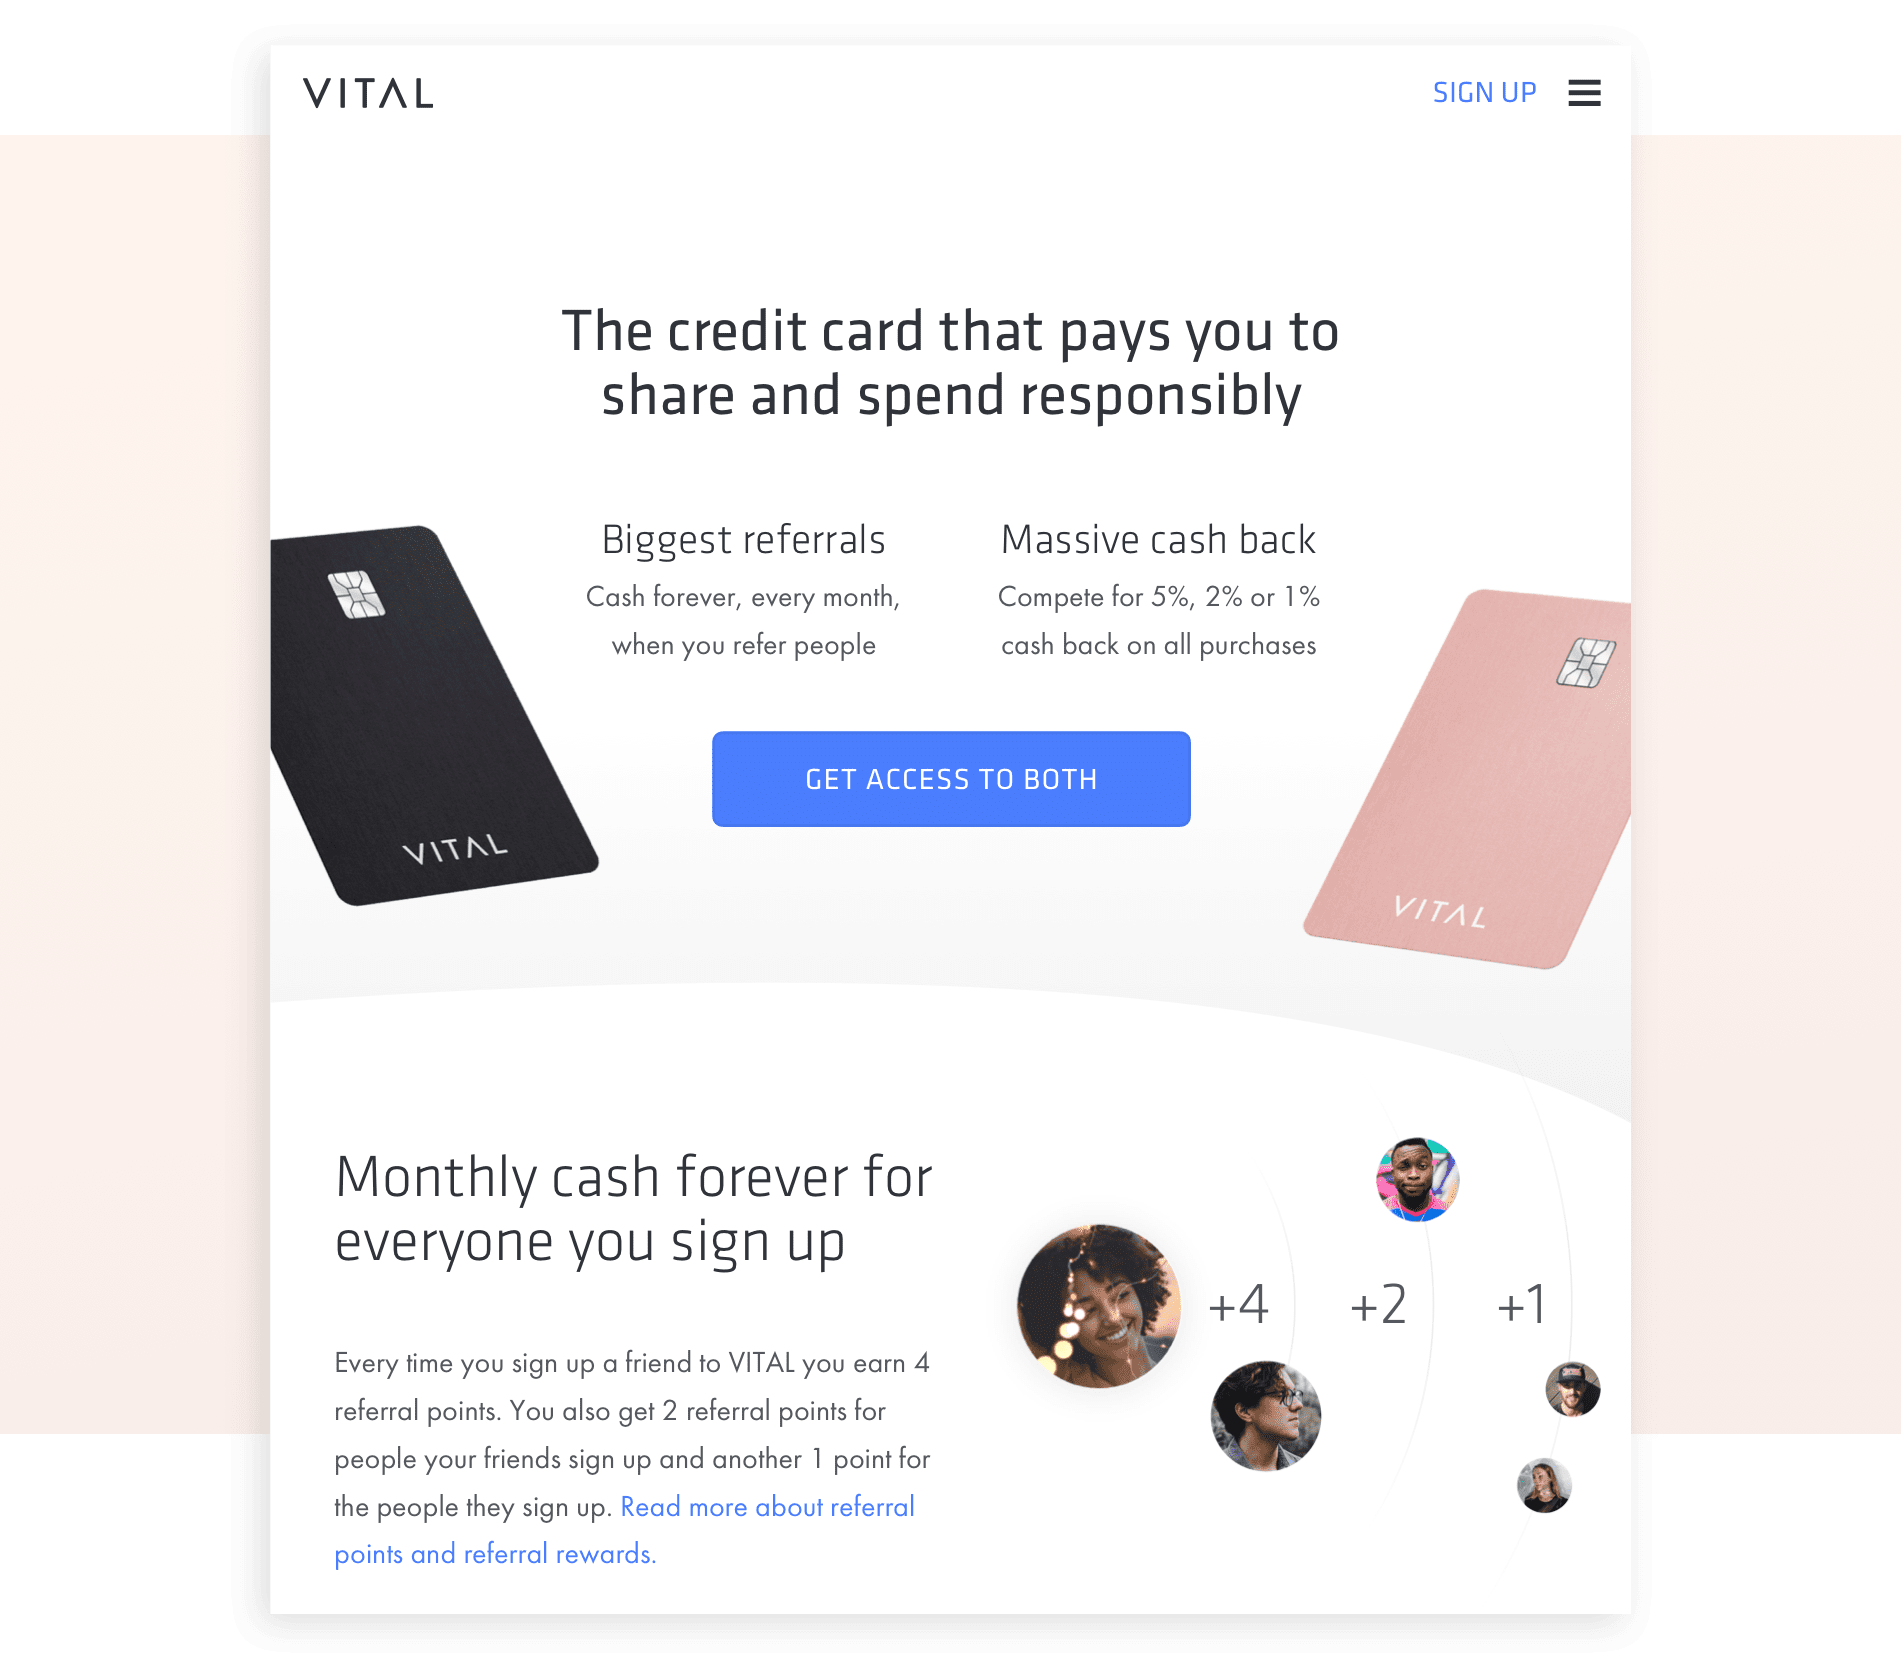 VITAL
SIGN UP
The credit card that pays you to
share and spend responsibly
Biggest referrals
Cash forever, every month,
when you refer people
Massive cash back
Compete for 5%, 2% or 1%
cash back on all purchases
GET ACCESS TO BOTH
VITAL
VITAL
Monthly cash forever for
everyone you sign up
Every time you sign up a friend to VITAL you earn 4
referral points. You also get 2 referral points for
people your friends sign up and another 1 point for
the people they sign up. Read more about referral
points and referral rewards.
+4
+2
+1